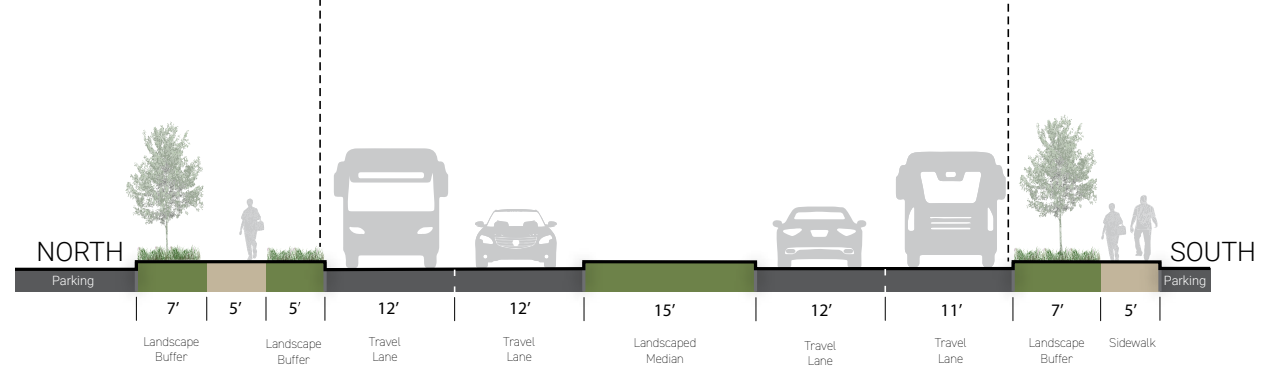 NORTH
SOUTH
Parking
Parking
7’
5’
5’
12’
12’
15’
12’
11’
7’
5’
Landscape
Buffer
Landscape
Buffer
Travel
Lane
Travel
Lane
Landscaped
Median
Travel
Lane
Travel
Lane
Landscape
Buffer
Sidewalk